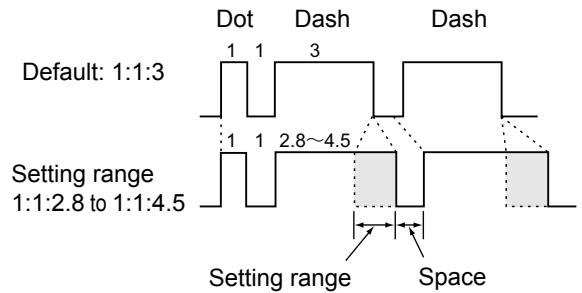 Dot Dash Dash
1 1 3
Default: 1:1:3
1 1 2.8～4.5
Setting range
1:1:2.8 to 1:1:4.5
Setting range Space